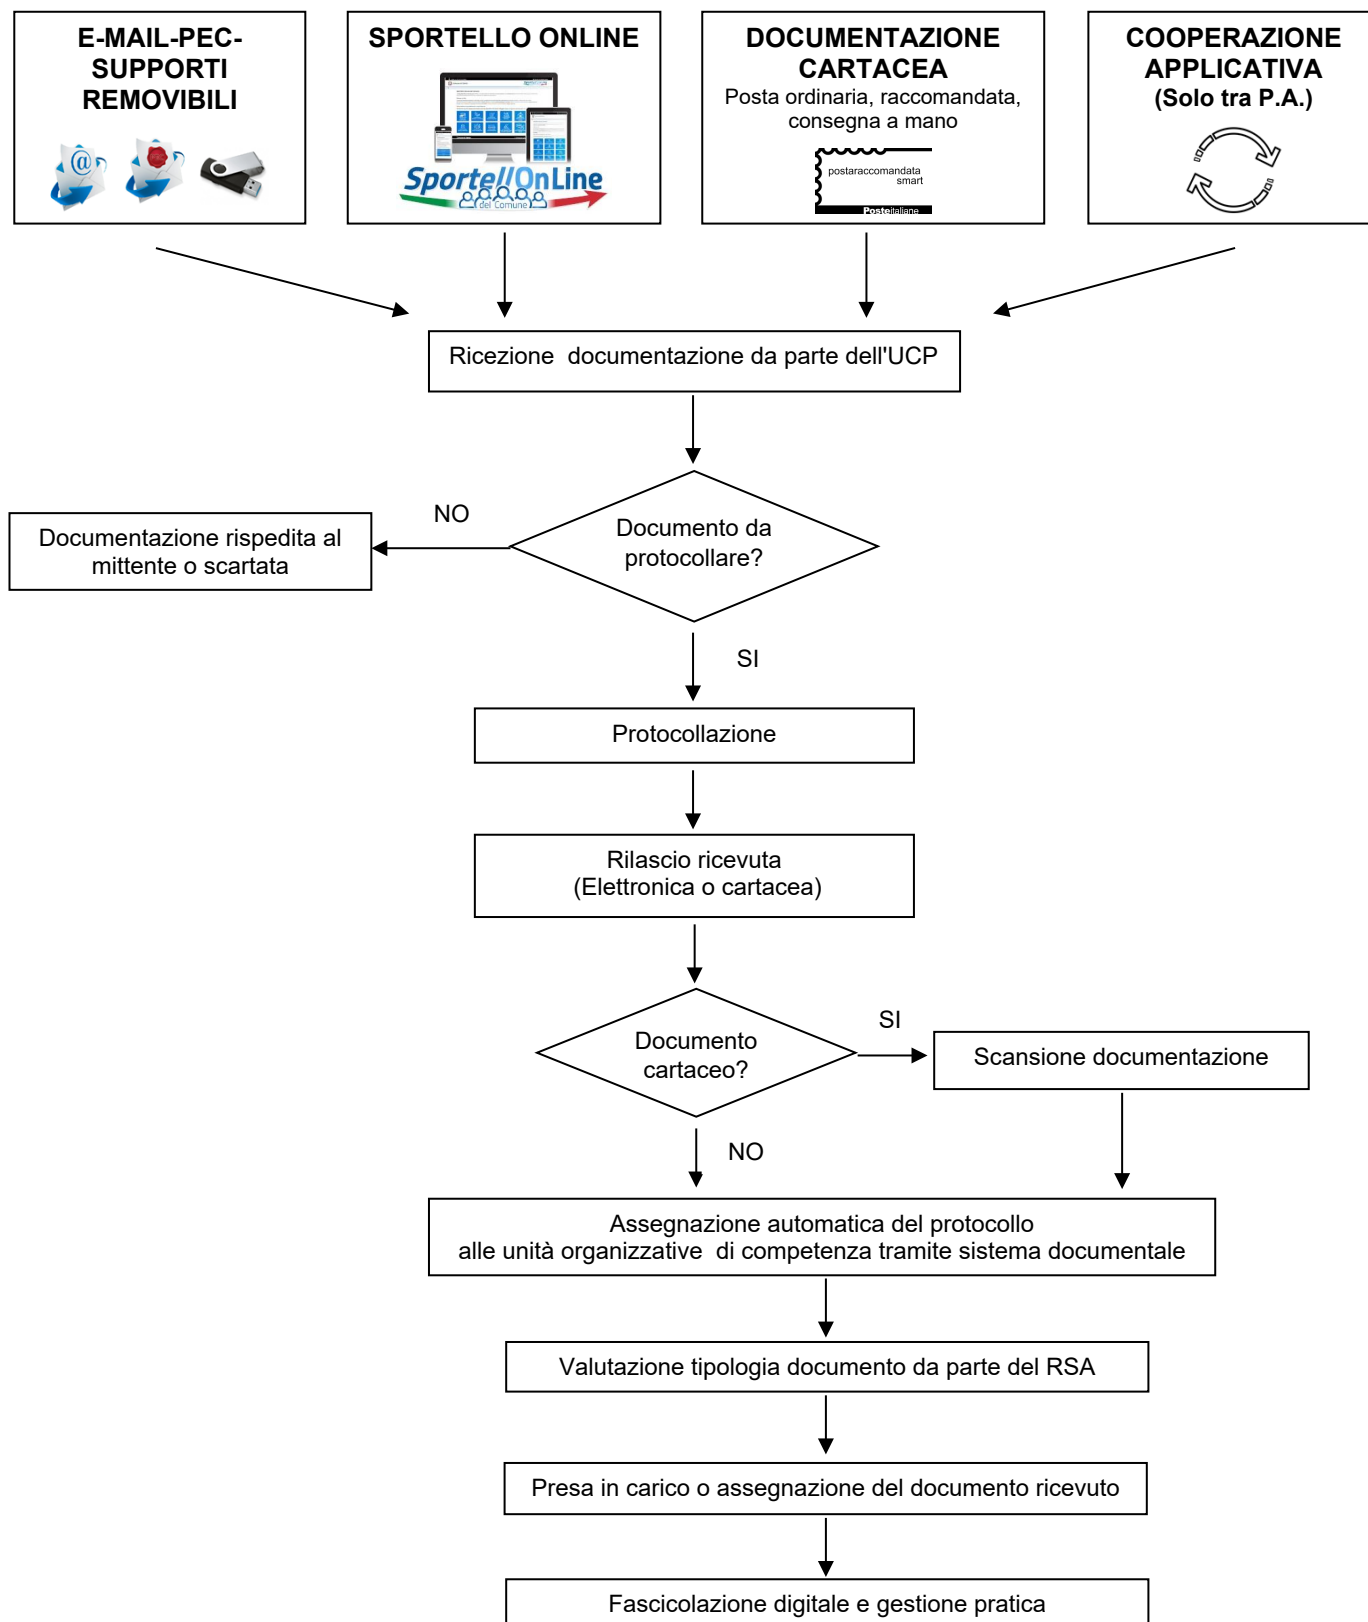 E-MAIL-PEC-
SUPPORTI
REMOVIBILI
@
SPORTELLO ONLINE
SportellOnLine
del Comune
DOCUMENTAZIONE
CARTACEA
Posta ordinaria, raccomandata,
consegna a mano
postaraccomandata
smart
Posteitaliane
COOPERAZIONE
APPLICATIVA
(Solo tra P.A.)
Ricezione documentazione da parte dell'UCP
Documento da
protocollare?
NO
Documentazione rispedita al
mittente o scartata
SI
Protocollazione
Rilascio ricevuta
(Elettronica o cartacea)
Documento
cartaceo?
SI
Scansione documentazione
NO
Assegnazione automatica del protocollo
alle unità organizzative di competenza tramite sistema documentale
Valutazione tipologia documento da parte del RSA
Presa in carico o assegnazione del documento ricevuto
Fascicolazione digitale e gestione pratica